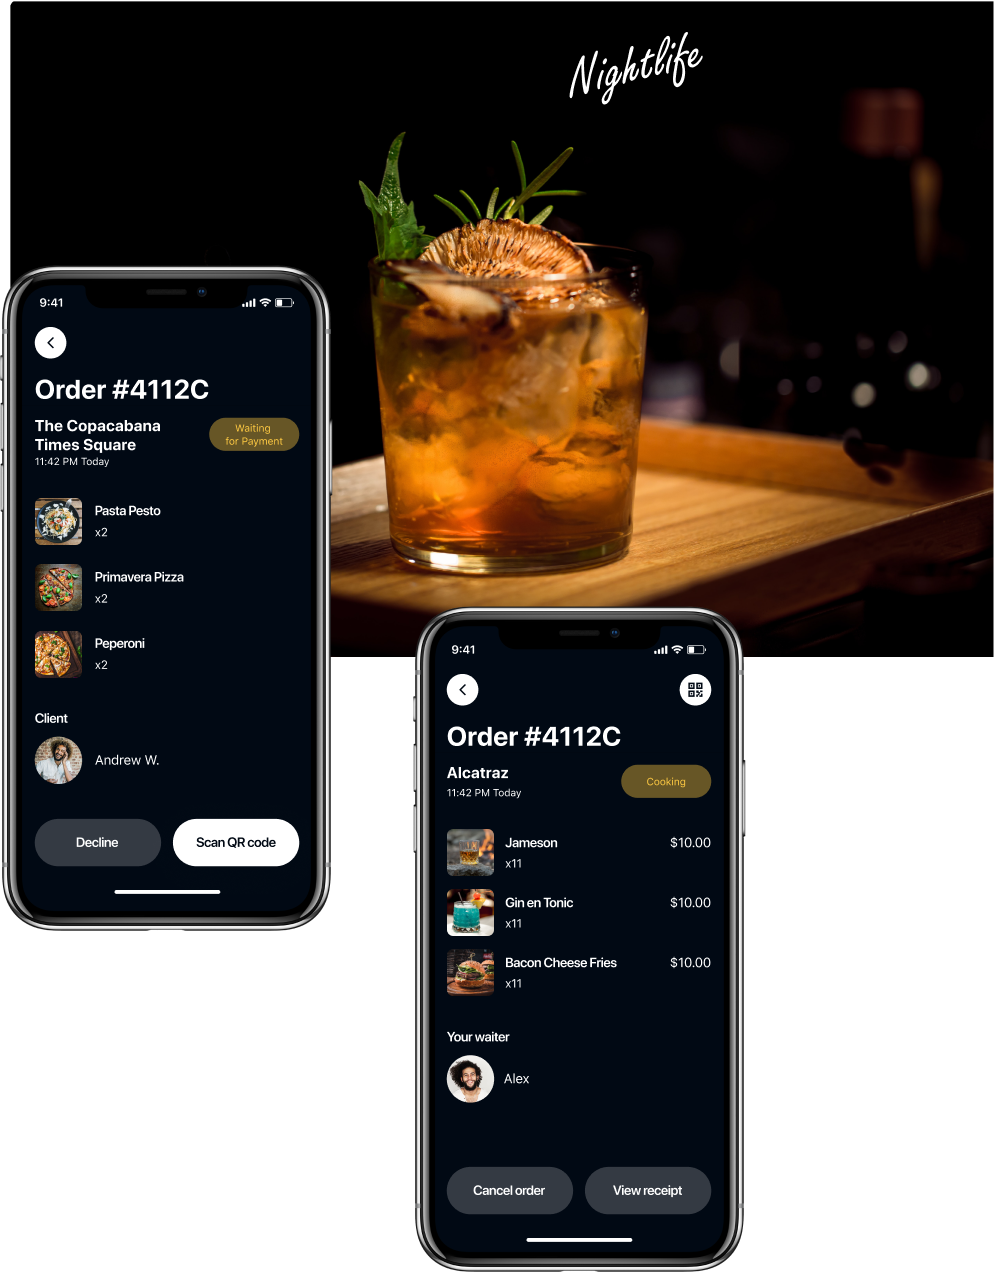 Nightlife
9:41
Order #4112C
The Copacabana
Times Square
11:42 PM Today
Waiting
for Payment
Pasta Pesto
x2
Primavera Pizza
x2
Peperoni
x2
Client
Andrew W.
Decline
Scan QR code
9:41
Order #4112C
Alcatraz
11:42 PM Today
Cooking
Jameson
$10.00
x11
Gin en Tonic
$10.00
x11
Bacon Cheese Fries
$10.00
x11
Your waiter
Alex
Cancel order
View receipt